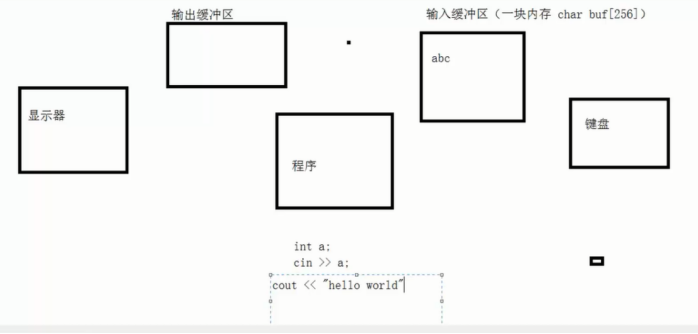 输出缓冲区
输入缓冲区（一块内存 char buf[256]）
abc
显示器
键盘
程序
int a;
cin >> a;
cout << "hello world"